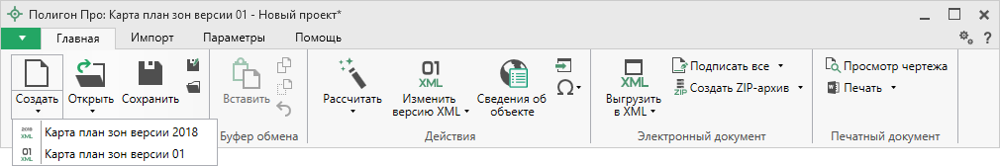 Полигон Про: Карта план зон версии 01 - Новый проект*
Главная Импорт Параметры Помощь
Создать Открыть Сохранить
Вставить
Буфер обмена
Рассчитать
01
XML
Изменить
версию XML
Сведения об
объекте
Ω
Действия
XML
Выгрузить
в XML
Подписать все
ZIP
Создать ZIP-архив
Электронный документ
Просмотр чертежа
Печать
Печатный документ
?
2018
XML
Карта план зон версии 2018
01
XML
Карта план зон версии 01